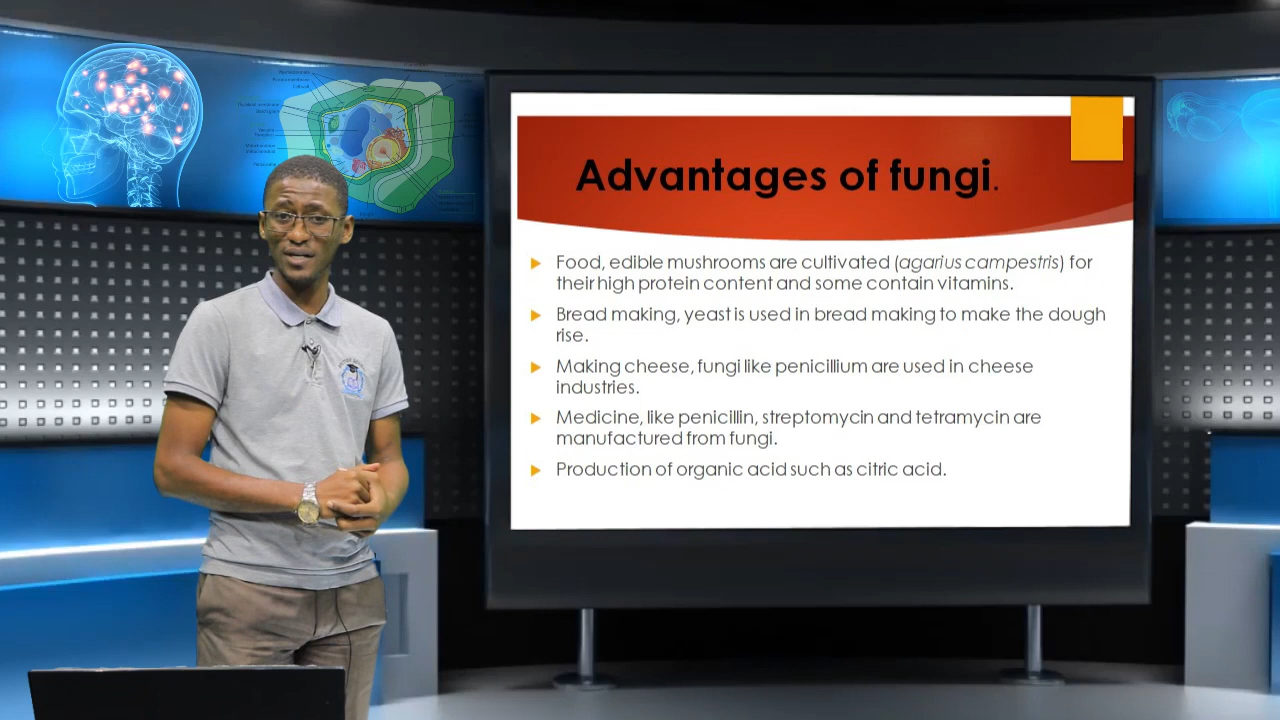 Advantages of fungi.
Food, edible mushrooms are cultivated (agarius campestris) for
their high protein content and some contain vitamins.
Bread making, yeast is used in bread making to make the dough
rise.
Making cheese, fungi like penicillium are used in cheese
industries.
Medicine, like penicillin, streptomycin and tetramycin are
manufactured from fungi.
Production of organic acid such as citric acid.